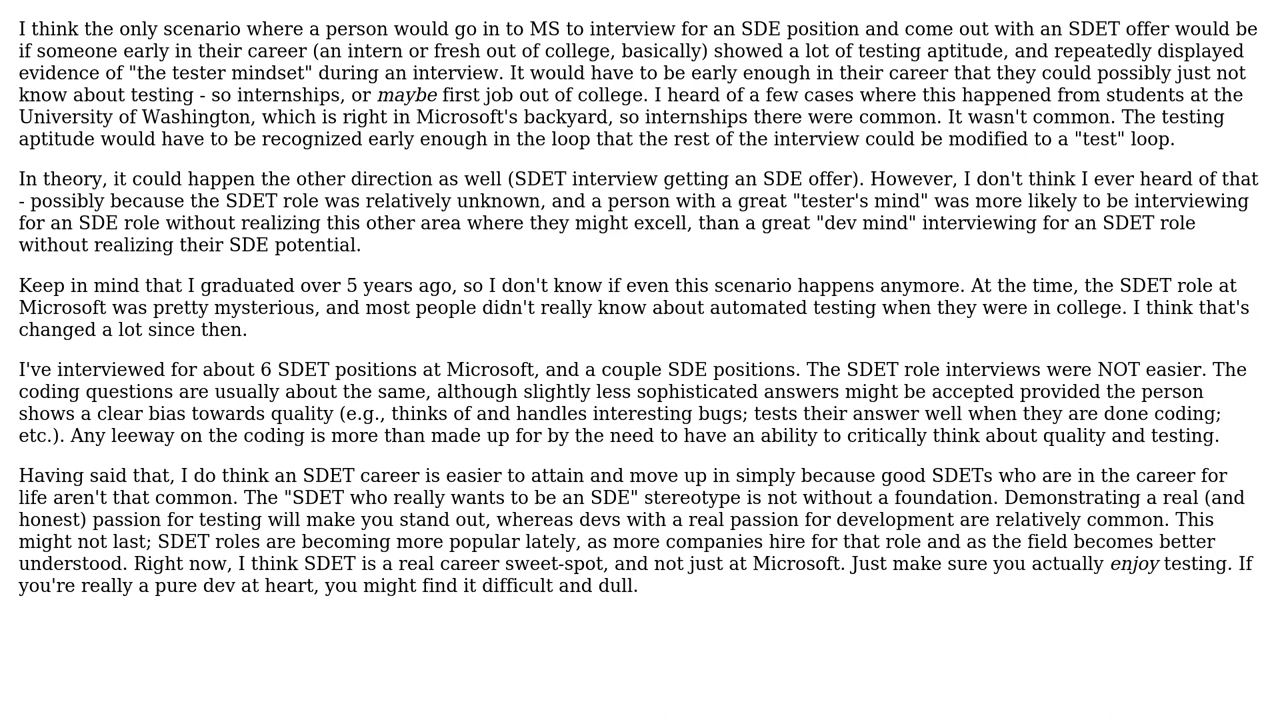 I think the only scenario where a person would go in to MS to interview for an SDE position and come out with an SDET offer would be
if someone early in their career (an intern or fresh out of college, basically) showed a lot of testing aptitude, and repeatedly displayed
evidence of "the tester mindset" during an interview. It would have to be early enough in their career that they could possibly just not
know about testing - so internships, or maybe first job out of college. I heard of a few cases where this happened from students at the
University of Washington, which is right in Microsoft's backyard, so internships there were common. It wasn't common. The testing
aptitude would have to be recognized early enough in the loop that the rest of the interview could be modified to a "test" loop.
In theory, it could happen the other direction as well (SDET interview getting an SDE offer). However, I don't think I ever heard of that
- possibly because the SDET role was relatively unknown, and a person with a great "tester's mind" was more likely to be interviewing
for an SDE role without realizing this other area where they might excell, than a great "dev mind" interviewing for an SDET role
without realizing their SDE potential.
Keep in mind that I graduated over 5 years ago, so I don't know if even this scenario happens anymore. At the time, the SDET role at
Microsoft was pretty mysterious, and most people didn't really know about automated testing when they were in college. I think that's
changed a lot since then.
I've interviewed for about 6 SDET positions at Microsoft, and a couple SDE positions. The SDET role interviews were NOT easier. The
coding questions are usually about the same, although slightly less sophisticated answers might be accepted provided the person
shows a clear bias towards quality (e.g., thinks of and handles interesting bugs; tests their answer well when they are done coding;
etc.). Any leeway on the coding is more than made up for by the need to have an ability to critically think about quality and testing.
Having said that, I do think an SDET career is easier to attain and move up in simply because good SDETs who are in the career for
life aren't that common. The "SDET who really wants to be an SDE" stereotype is not without a foundation. Demonstrating a real (and
honest) passion for testing will make you stand out, whereas devs with a real passion for development are relatively common. This
might not last; SDET roles are becoming more popular lately, as more companies hire for that role and as the field becomes better
understood. Right now, I think SDET is a real career sweet-spot, and not just at Microsoft. Just make sure you actually enjoy testing. If
you're really a pure dev at heart, you might find it difficult and dull.